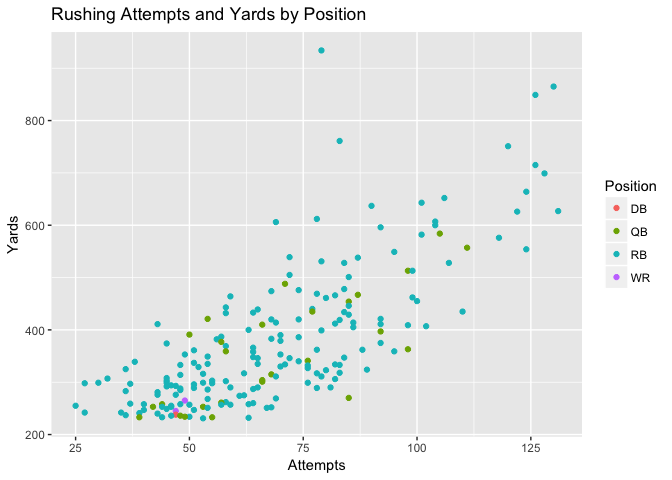 Rushing Attempts and Yards by Position
800
600
400
200
Yards
25 50 75 100 125
Attempts
Position
DB
QB
RB
WR